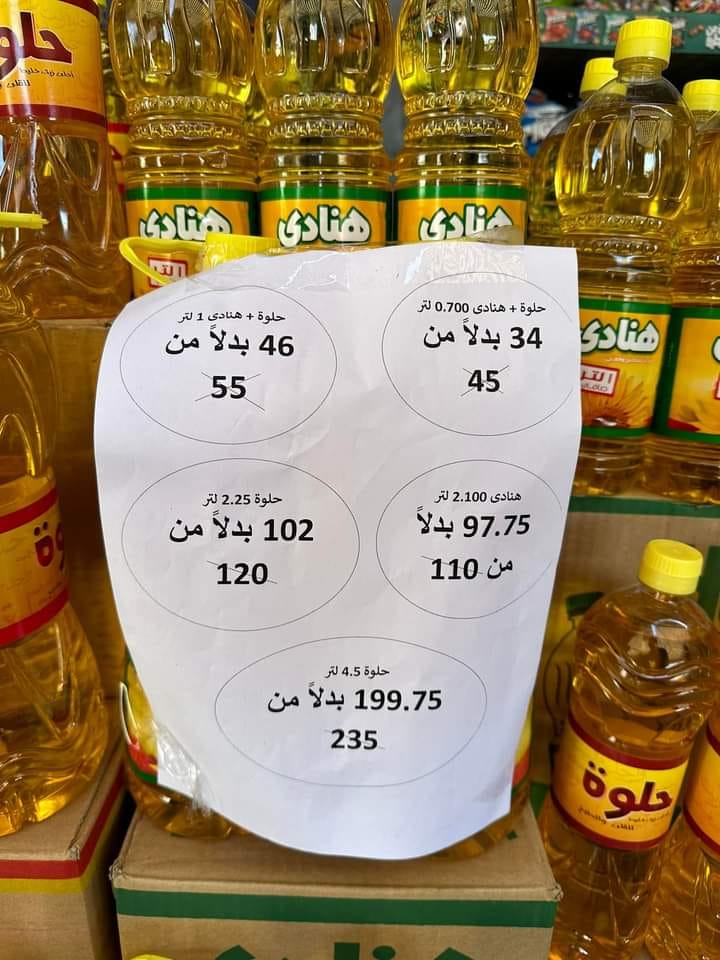 حلوة
هنادى
هنادى
هنادى
هنادى
حلوة + هنادى 0.700 لتر
34 بدلاً من
45
حلوة + هنادى 1 لتر
46 بدلاً من
55
هنادى 2.100 لتر
97.75 بدلاً
من 110
حلوة 2.25 لتر
102 بدلاً من
120
حلوة 4.5 لتر
199.75 بدلاً من
235
حلوة